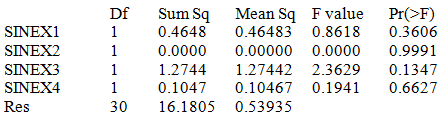 Df Sum Sq Mean Sq F value Pr(>F)
SINEX1 1 0.4648 0.46483 0.8618 0.3606
SINEX2 1 0.0000 0.00000 0.0000 0.9991
SINEX3 1 1.2744 1.27442 2.3629 0.1347
SINEX4 1 0.1047 0.10467 0.1941 0.6627
Res 30 16.1805 0.53935